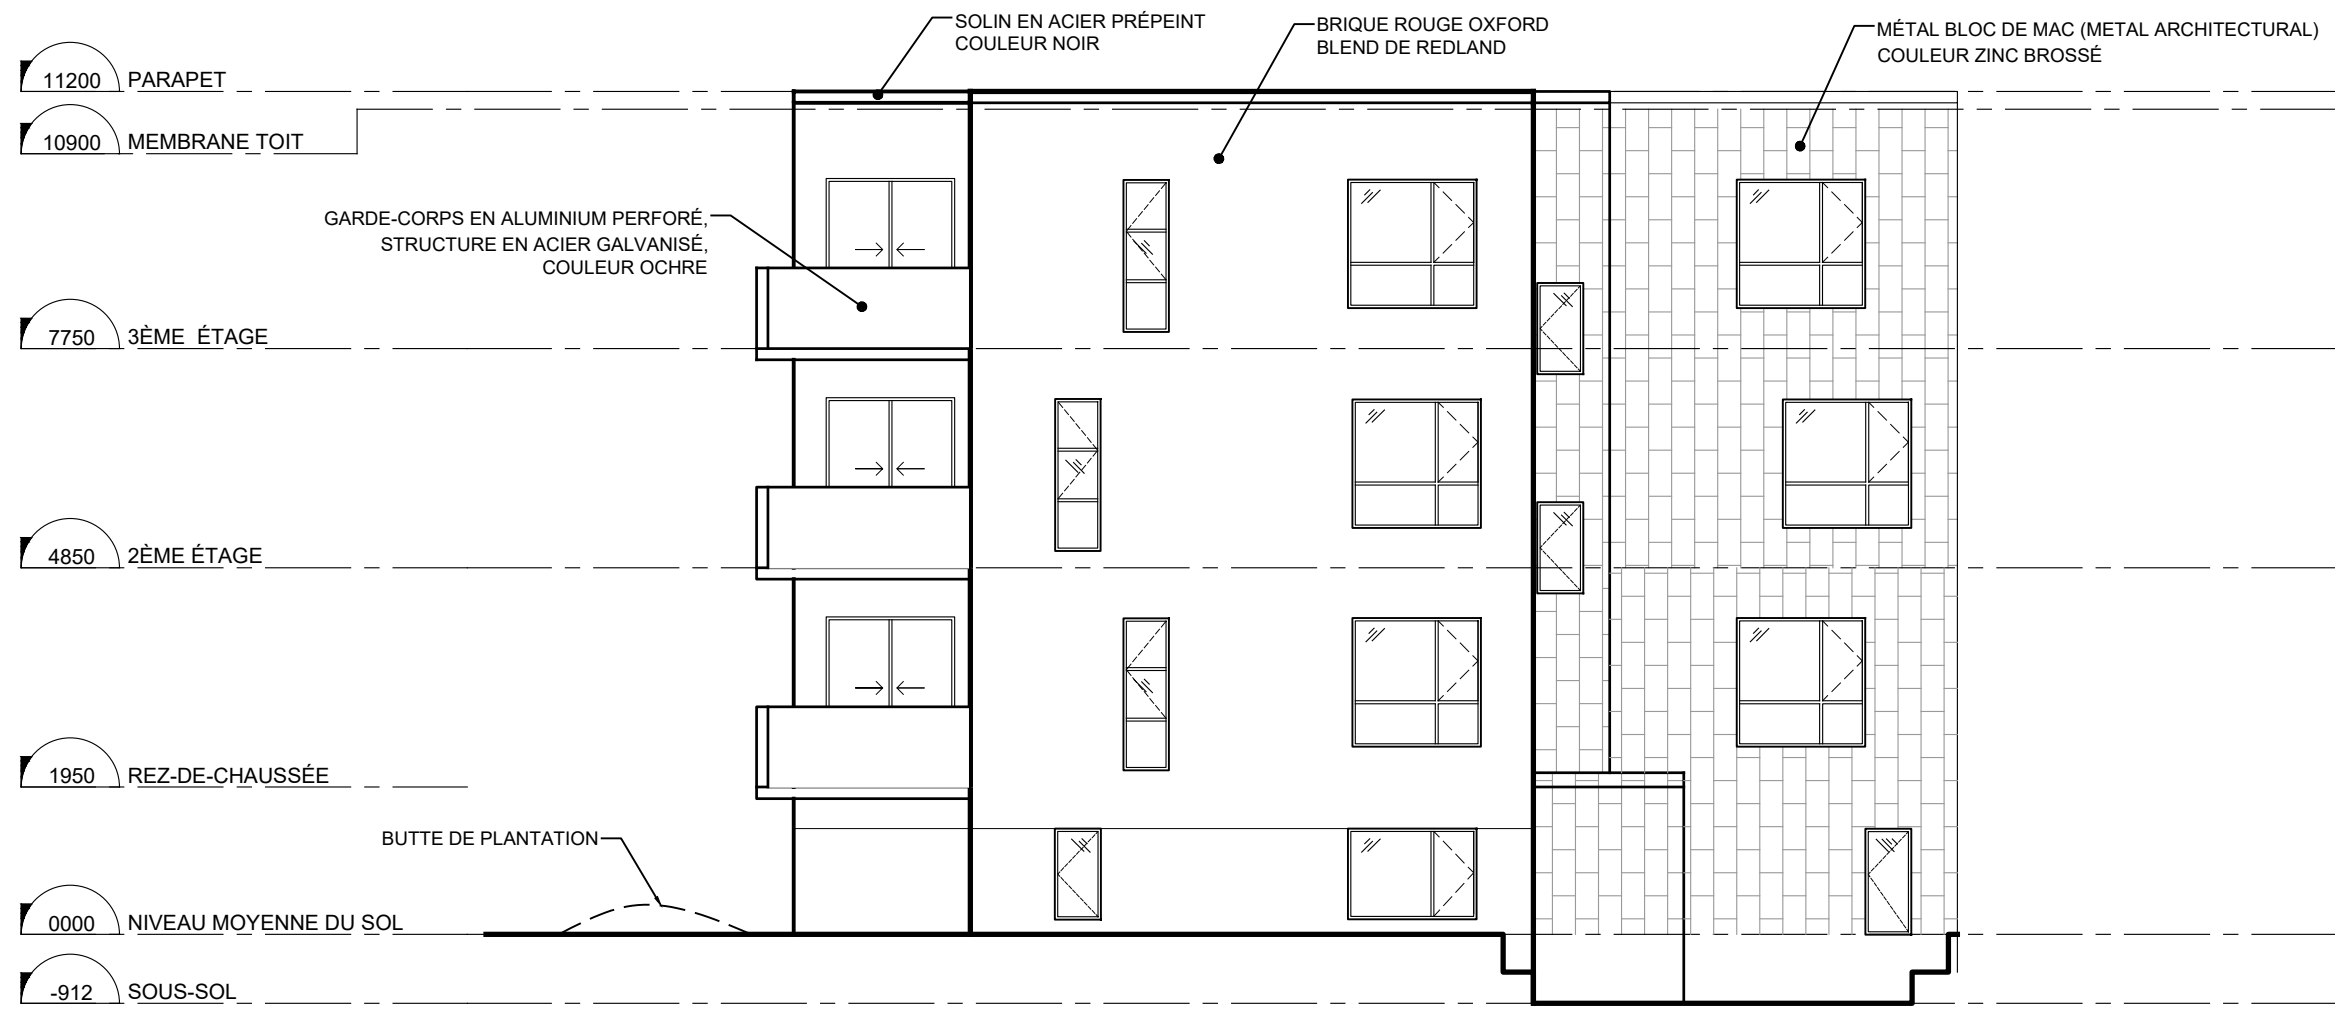 SOLIN EN ACIER PRÉPEINT
COULEUR NOIR
BRIQUE ROUGE OXFORD
BLEND DE REDLAND
MÉTAL BLOC DE MAC (METAL ARCHITECTURAL)
COULEUR ZINC BROSSÉ
11200 PARAPET
10900 MEMBRANE TOIT
GARDE-CORPS EN ALUMINIUM PERFORÉ,
STRUCTURE EN ACIER GALVANISÉ,
COULEUR OCHRE
7750 3ÈME ÉTAGE
4850 2ÈME ÉTAGE
1950 REZ-DE-CHAUSSÉE
BUTTE DE PLANTATION
0000 NIVEAU MOYENNE DU SOL
-912 SOUS-SOL